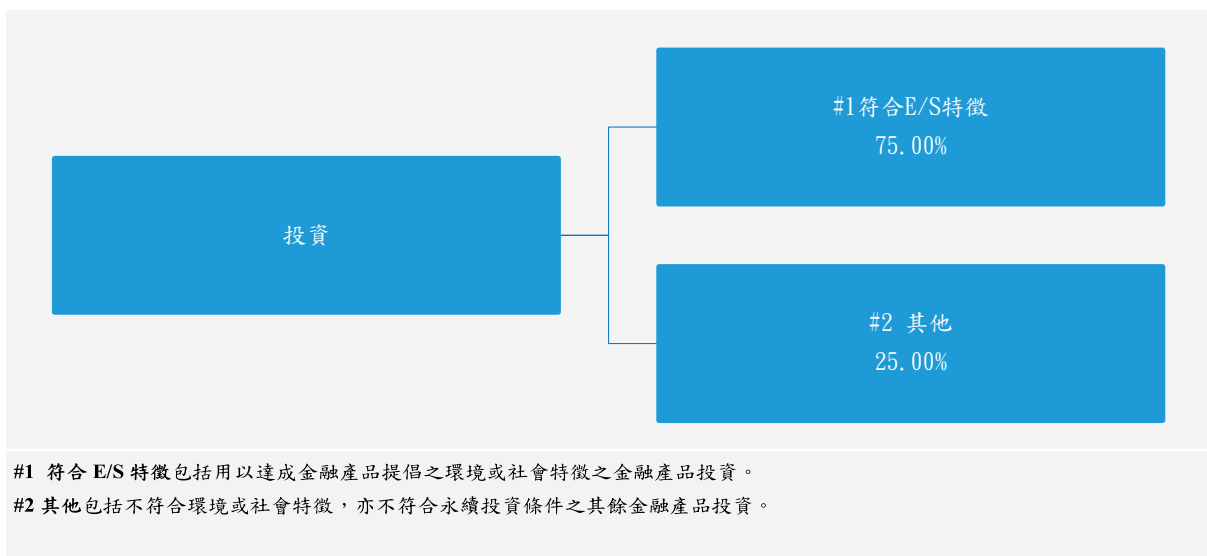 #1符合E/S特徵
75.00%
投資
#2 其他
25.00%
#1 符合 E/S 特徵包括用以達成金融產品提倡之環境或社會特徵之金融產品投資。
#2 其他包括不符合環境或社會特徵，亦不符合永續投資條件之其餘金融產品投資。